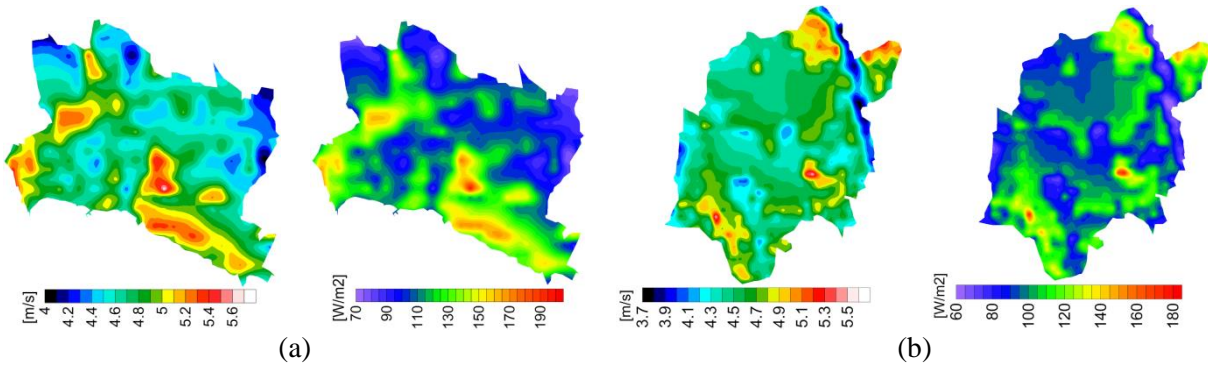 [m/s] 4 4.2 4.4 4.6 4.8 5 5.2 5.4 5.6
[W/m2] 70 90 110 130 150 170 190
[m/s] 3.7 3.9 4.1 4.3 4.5 4.7 4.9 5.1 5.3 5.5
[W/m2] 60 80 100 120 140 160 180
(a)
(b)